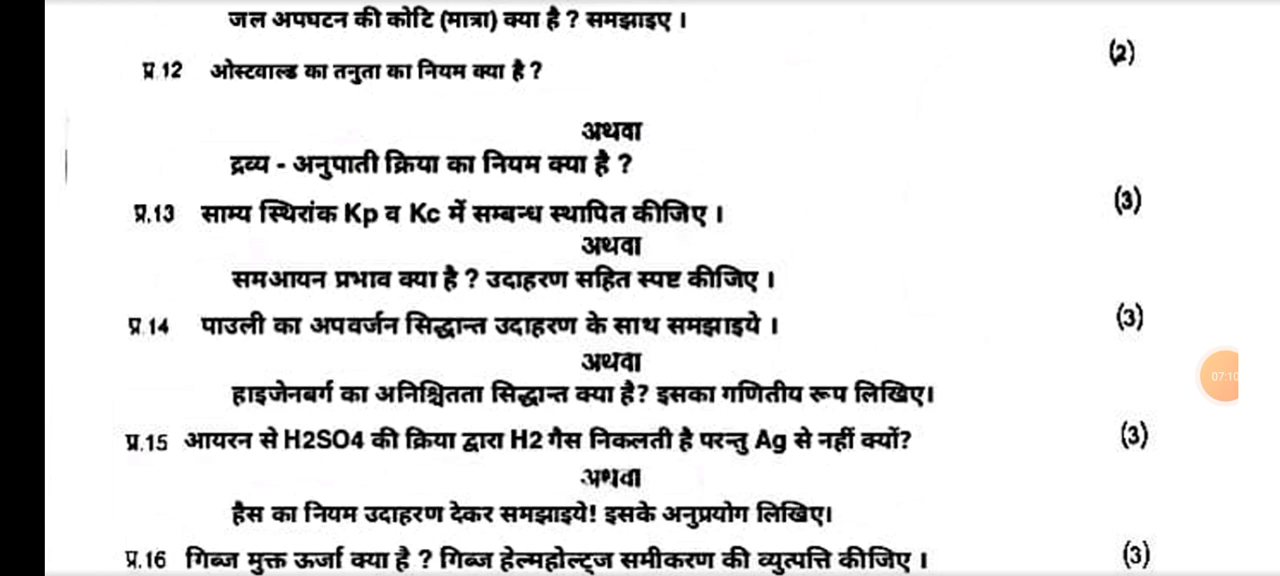 जल अपघटन की कोटि (मात्रा) क्या है ? समझाइए ।
(2)
प्र.12 ओस्टवाल्ड का तनुता का नियम क्या है ?
अथवा
द्रव्य - अनुपाती क्रिया का नियम क्या है ?
प्र.13 साम्य स्थिरांक Kp व Kc में सम्बन्ध स्थापित कीजिए । (3)
अथवा
समआयन प्रभाव क्या है ? उदाहरण सहित स्पष्ट कीजिए ।
प्र.14 पाउली का अपवर्जन सिद्धान्त उदाहरण के साथ समझाइये । (3)
अथवा
हाइजेनबर्ग का अनिश्चितता सिद्धान्त क्या है? इसका गणितीय रूप लिखिए।
07:10
प्र.15 आयरन से H2SO4 की क्रिया द्वारा H2 गैस निकलती है परन्तु Ag से नहीं क्यों? (3)
अथवा
हैस का नियम उदाहरण देकर समझाइये! इसके अनुप्रयोग लिखिए।
प्र.16 गिब्ज मुक्त ऊर्जा क्या है ? गिब्ज हेल्महोल्ट्ज समीकरण की व्युत्पत्ति कीजिए । (3)